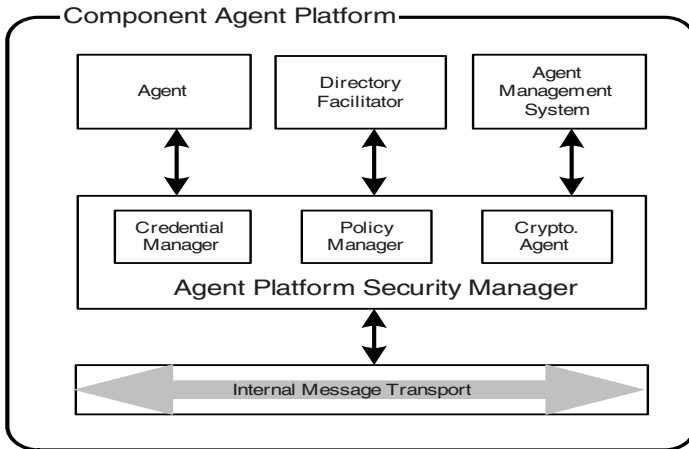 Component Agent Platform
Agent
Directory
Facilitator
Agent
Management
System
Credential
Manager
Policy
Manager
Crypto.
Agent
Agent Platform Security Manager
Internal Message Transport